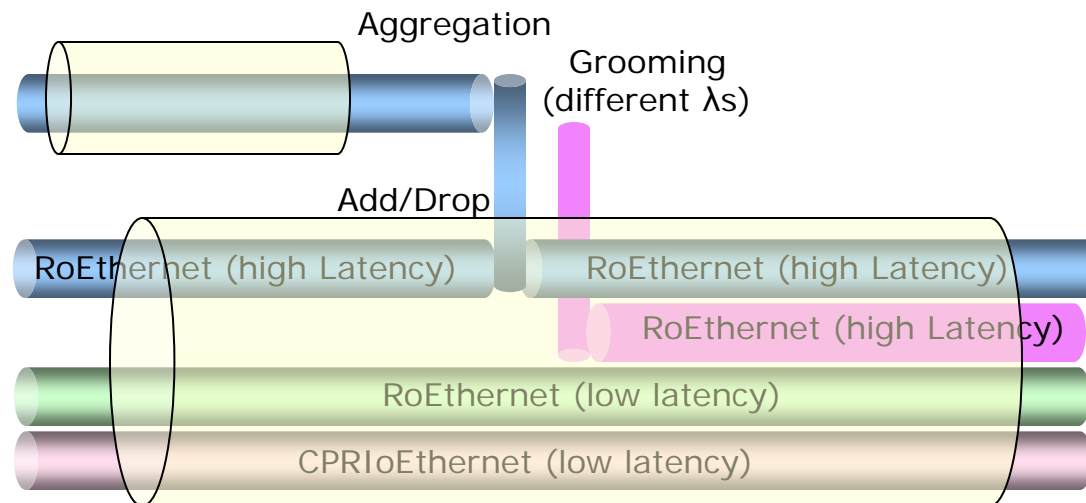 Aggregation
Grooming
(different λs)
Add/Drop
RoEthernet (high Latency)
RoEthernet (high Latency)
RoEthernet (high Latency)
RoEthernet (low latency)
CPRIoEthernet (low latency)